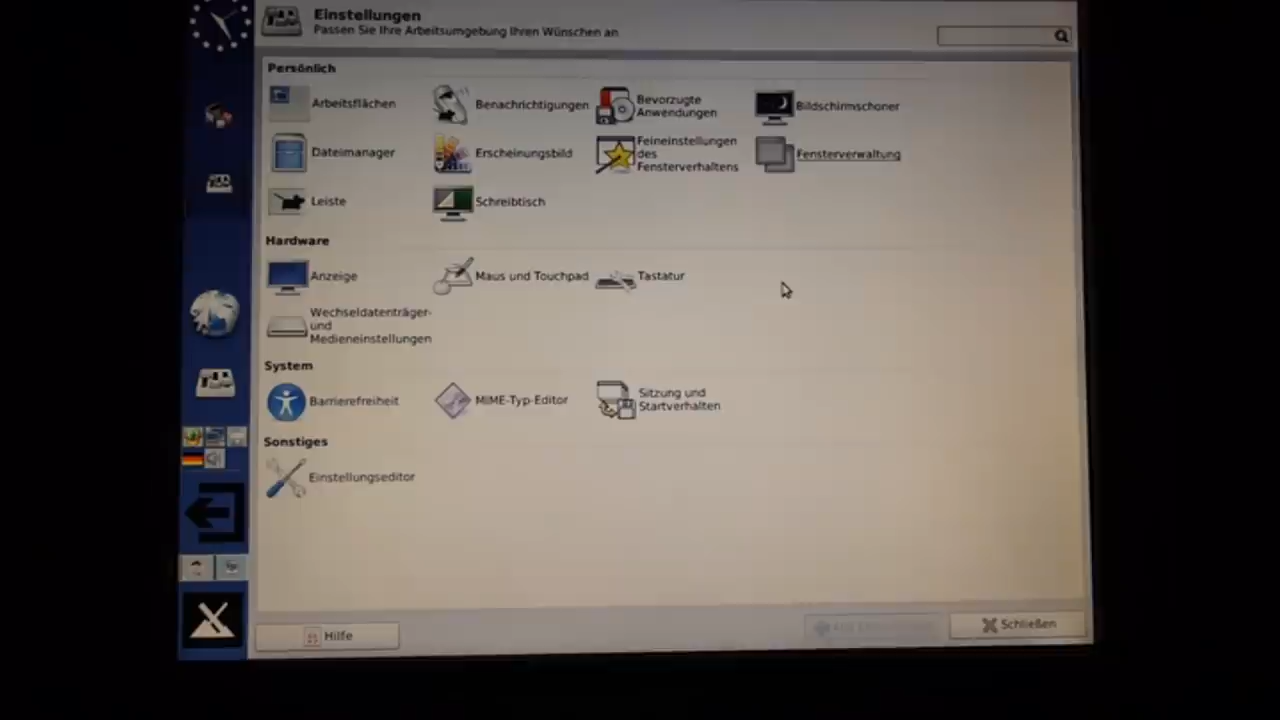 Einstellungen
Passen Sie Ihre Arbeitsumgebung Ihren Wünschen an
Persönlich
Arbeitsflächen
Benachrichtigungen
Bevorzugte
Anwendungen
Bildschirmschoner
Dateimanager
Erscheinungsbild
Feineinstellungen
des
Fensterverhaltens
Fensterverwaltung
Leiste
Schreibtisch
Hardware
Anzeige
Maus und Touchpad
Tastatur
Wechseldatenträger-
und
Medieneinstellungen
System
Barrierefreiheit
MIME-Typ-Editor
Sitzung und
Startverhalten
Sonstiges
Einstellungseditor
Hilfe
Schließen